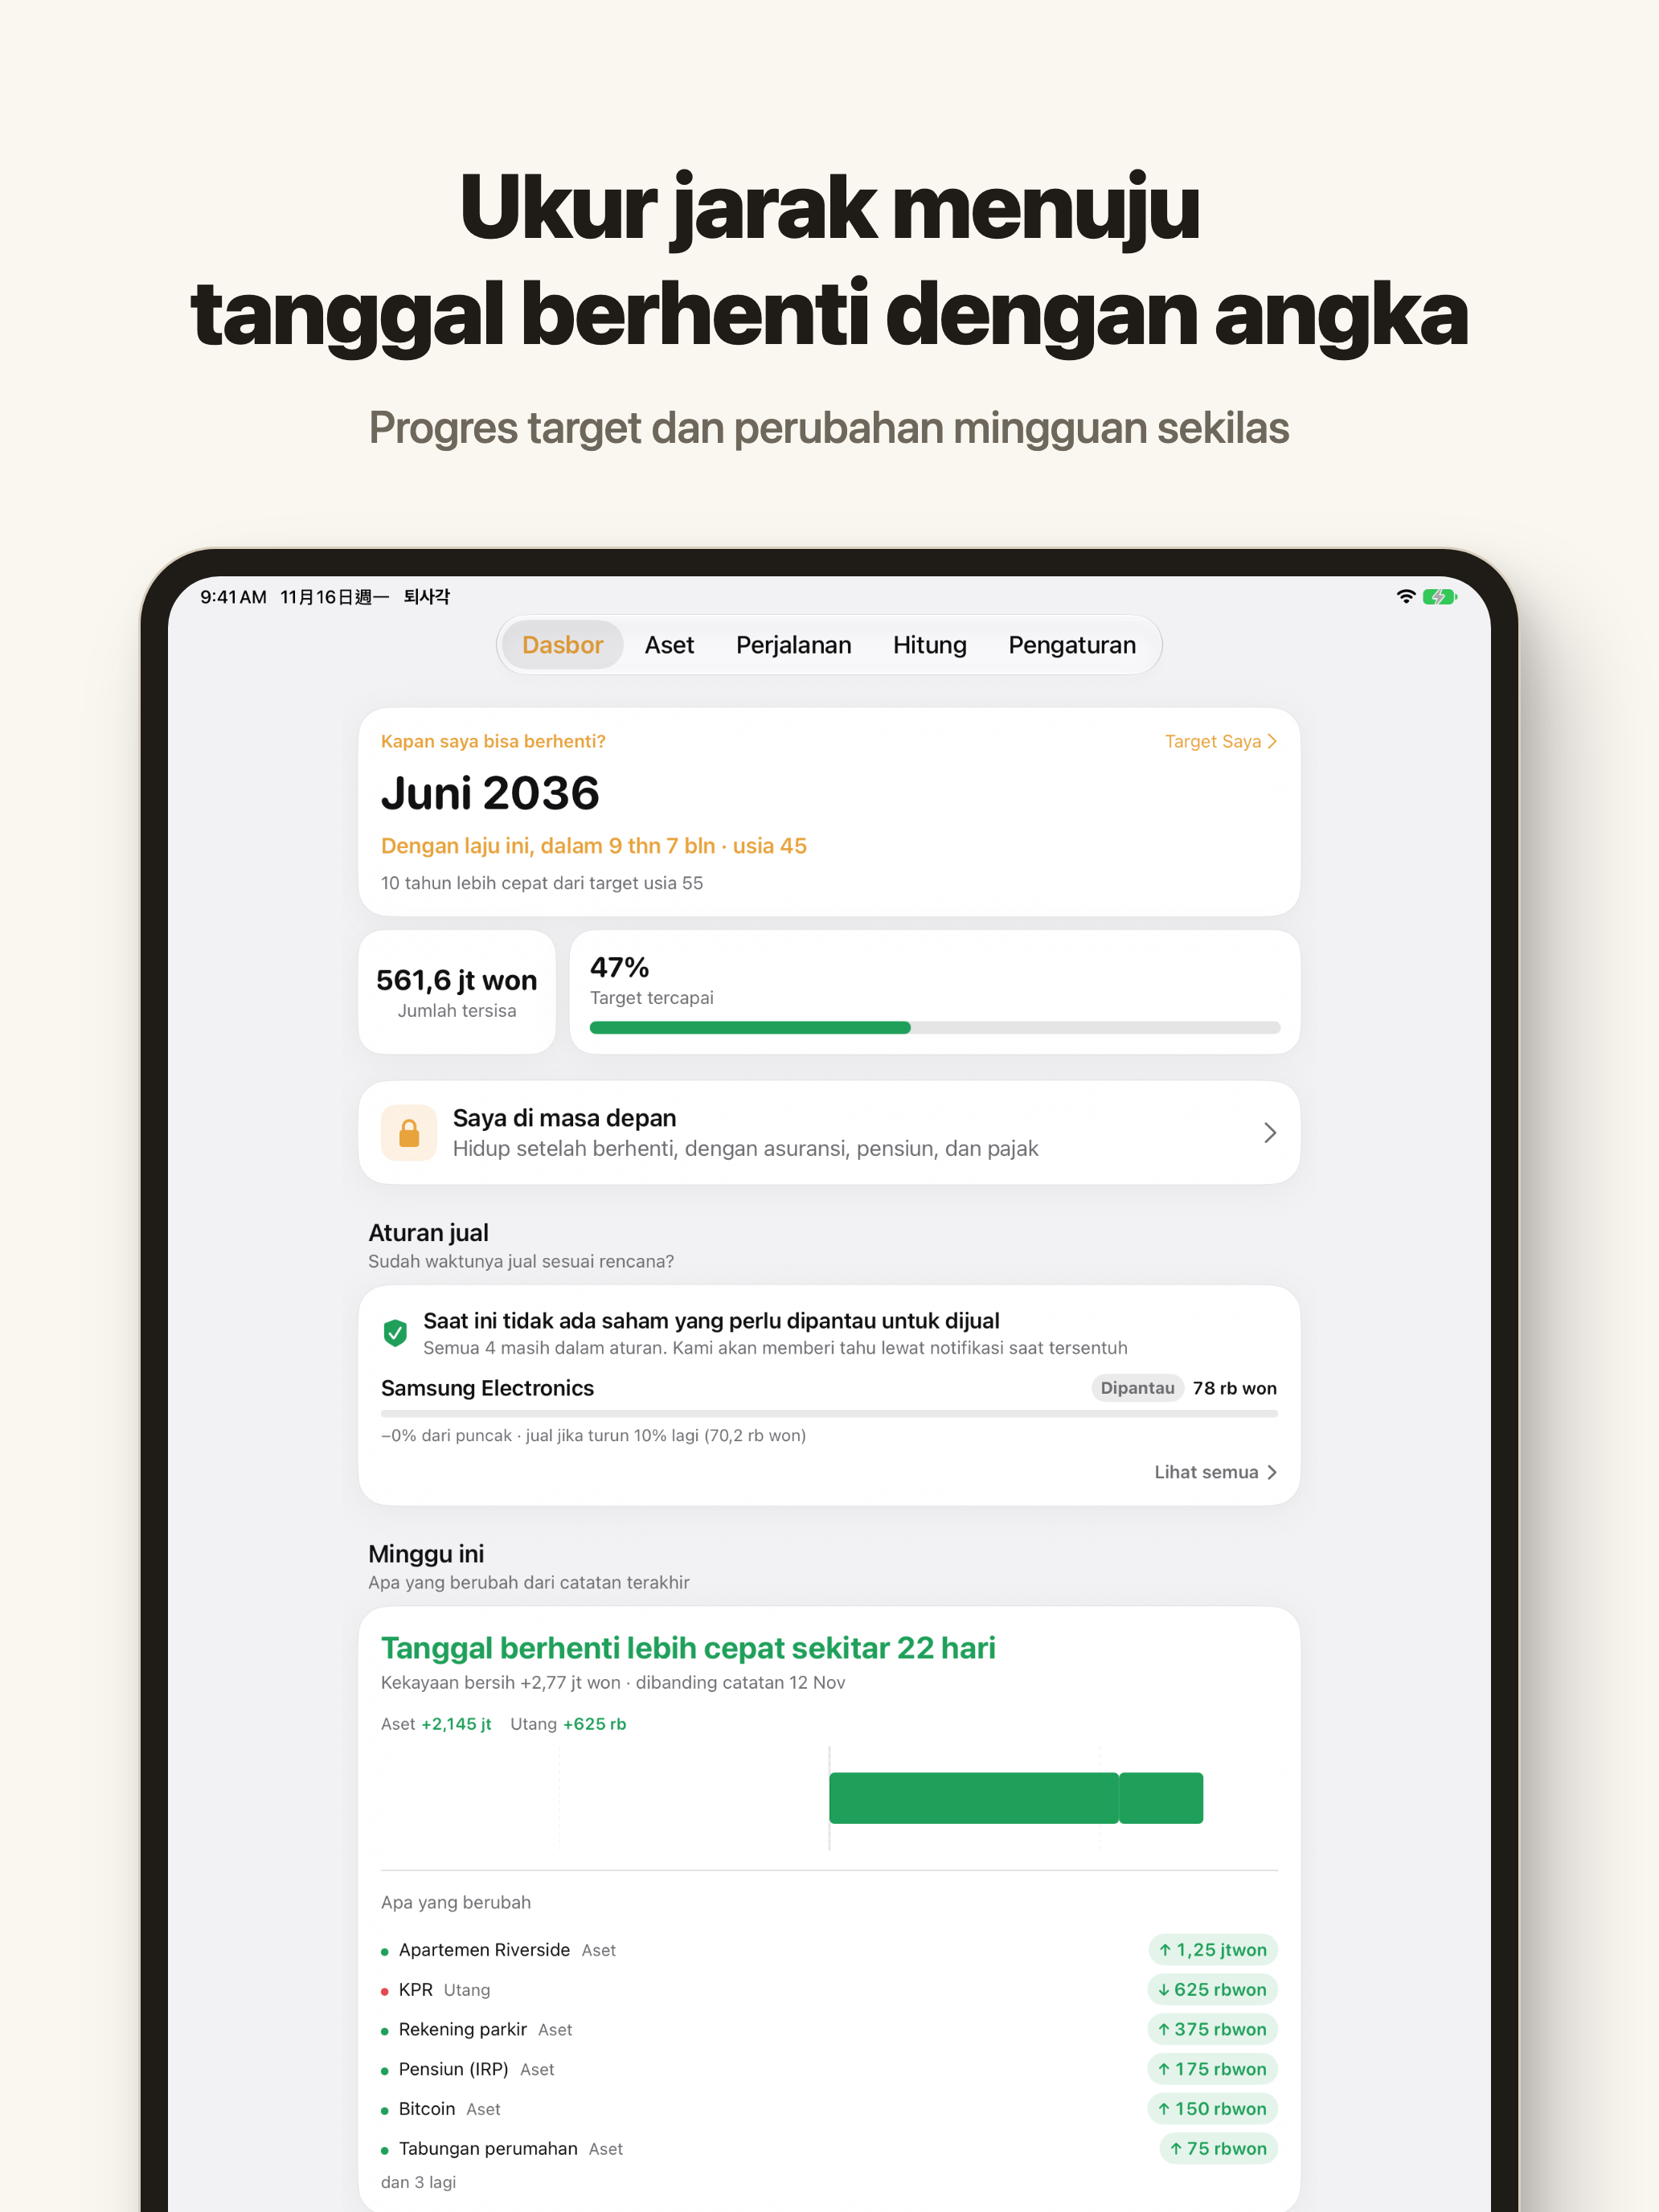 Ukur jarak menuju
tanggal berhenti dengan angka
Progres target dan perubahan mingguan sekilas
9:41 AM 11月16日週一 퇴사각
Dasbor Aset Perjalanan Hitung Pengaturan
Kapan saya bisa berhenti? Target Saya
Juni 2036
Dengan laju ini, dalam 9 thn 7 bln · usia 45
10 tahun lebih cepat dari target usia 55
561,6 jt won
Jumlah tersisa
47%
Target tercapai
Saya di masa depan
Hidup setelah berhenti, dengan asuransi, pensiun, dan pajak
Aturan jual
Sudah waktunya jual sesuai rencana?
Saat ini tidak ada saham yang perlu dipantau untuk dijual
Semua 4 masih dalam aturan. Kami akan memberi tahu lewat notifikasi saat tersentuh
Samsung Electronics Dipantau 78 rb won
−0% dari puncak · jual jika turun 10% lagi (70,2 rb won)
Lihat semua
Minggu ini
Apa yang berubah dari catatan terakhir
Tanggal berhenti lebih cepat sekitar 22 hari
Kekayaan bersih +2,77 jt won · dibanding catatan 12 Nov
Aset +2,145 jt Utang +625 rb
Apa yang berubah
Apartemen Riverside Aset ↑ 1,25 jtwon
KPR Utang ↓ 625 rbwon
Rekening parkir Aset ↑ 375 rbwon
Pensiun (IRP) Aset ↑ 175 rbwon
Bitcoin Aset ↑ 150 rbwon
Tabungan perumahan Aset ↑ 75 rbwon
dan 3 lagi